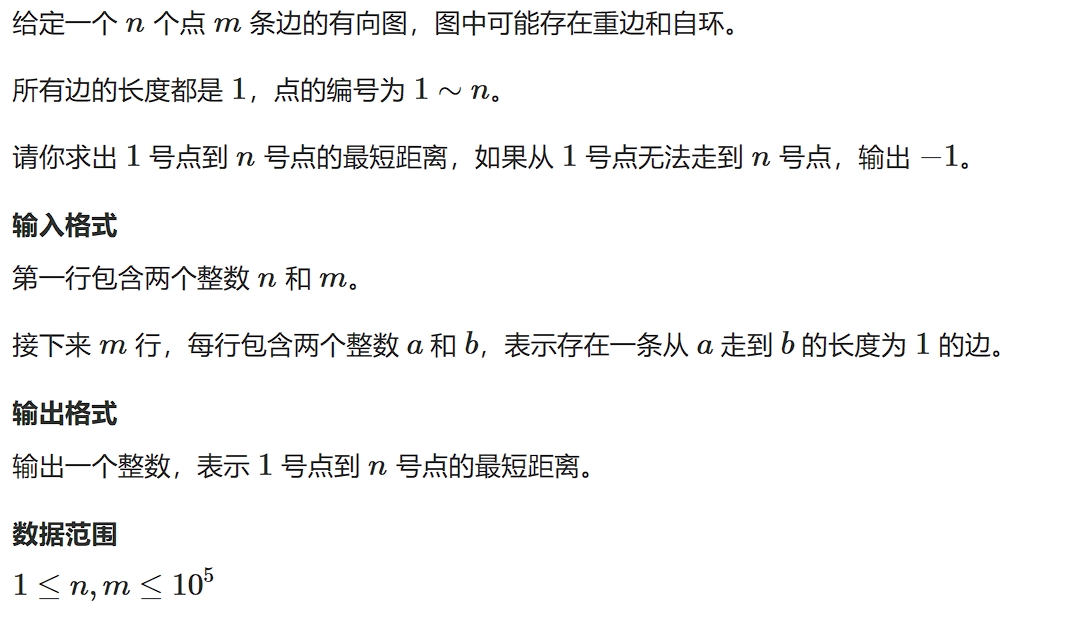 给定一个 n 个点 m 条边的有向图，图中可能存在重边和自环。
所有边的长度都是 1，点的编号为 1 ∼ n。
请你求出 1 号点到 n 号点的最短距离，如果从 1 号点无法走到 n 号点，输出 −1。
输入格式
第一行包含两个整数 n 和 m。
接下来 m 行，每行包含两个整数 a 和 b，表示存在一条从 a 走到 b 的长度为 1 的边。
输出格式
输出一个整数，表示 1 号点到 n 号点的最短距离。
数据范围
1 ≤ n, m ≤ 10⁵